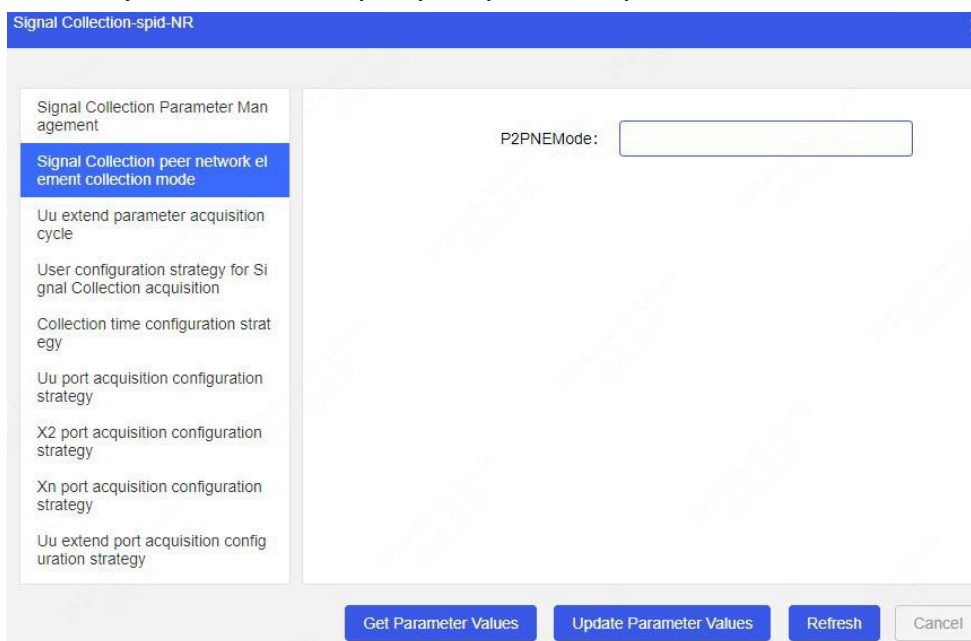 Signal Collection-spid-NR
Signal Collection Parameter Man
agement
Signal Collection peer network el
ement collection mode
Uu extend parameter acquisition
cycle
User configuration strategy for Si
gnal Collection acquisition
Collection time configuration strat
egy
Uu port acquisition configuration
strategy
X2 port acquisition configuration
strategy
Xn port acquisition configuration
strategy
Uu extend port acquisition config
uration strategy
P2PNEMode:
Get Parameter Values
Update Parameter Values
Refresh
Cancel